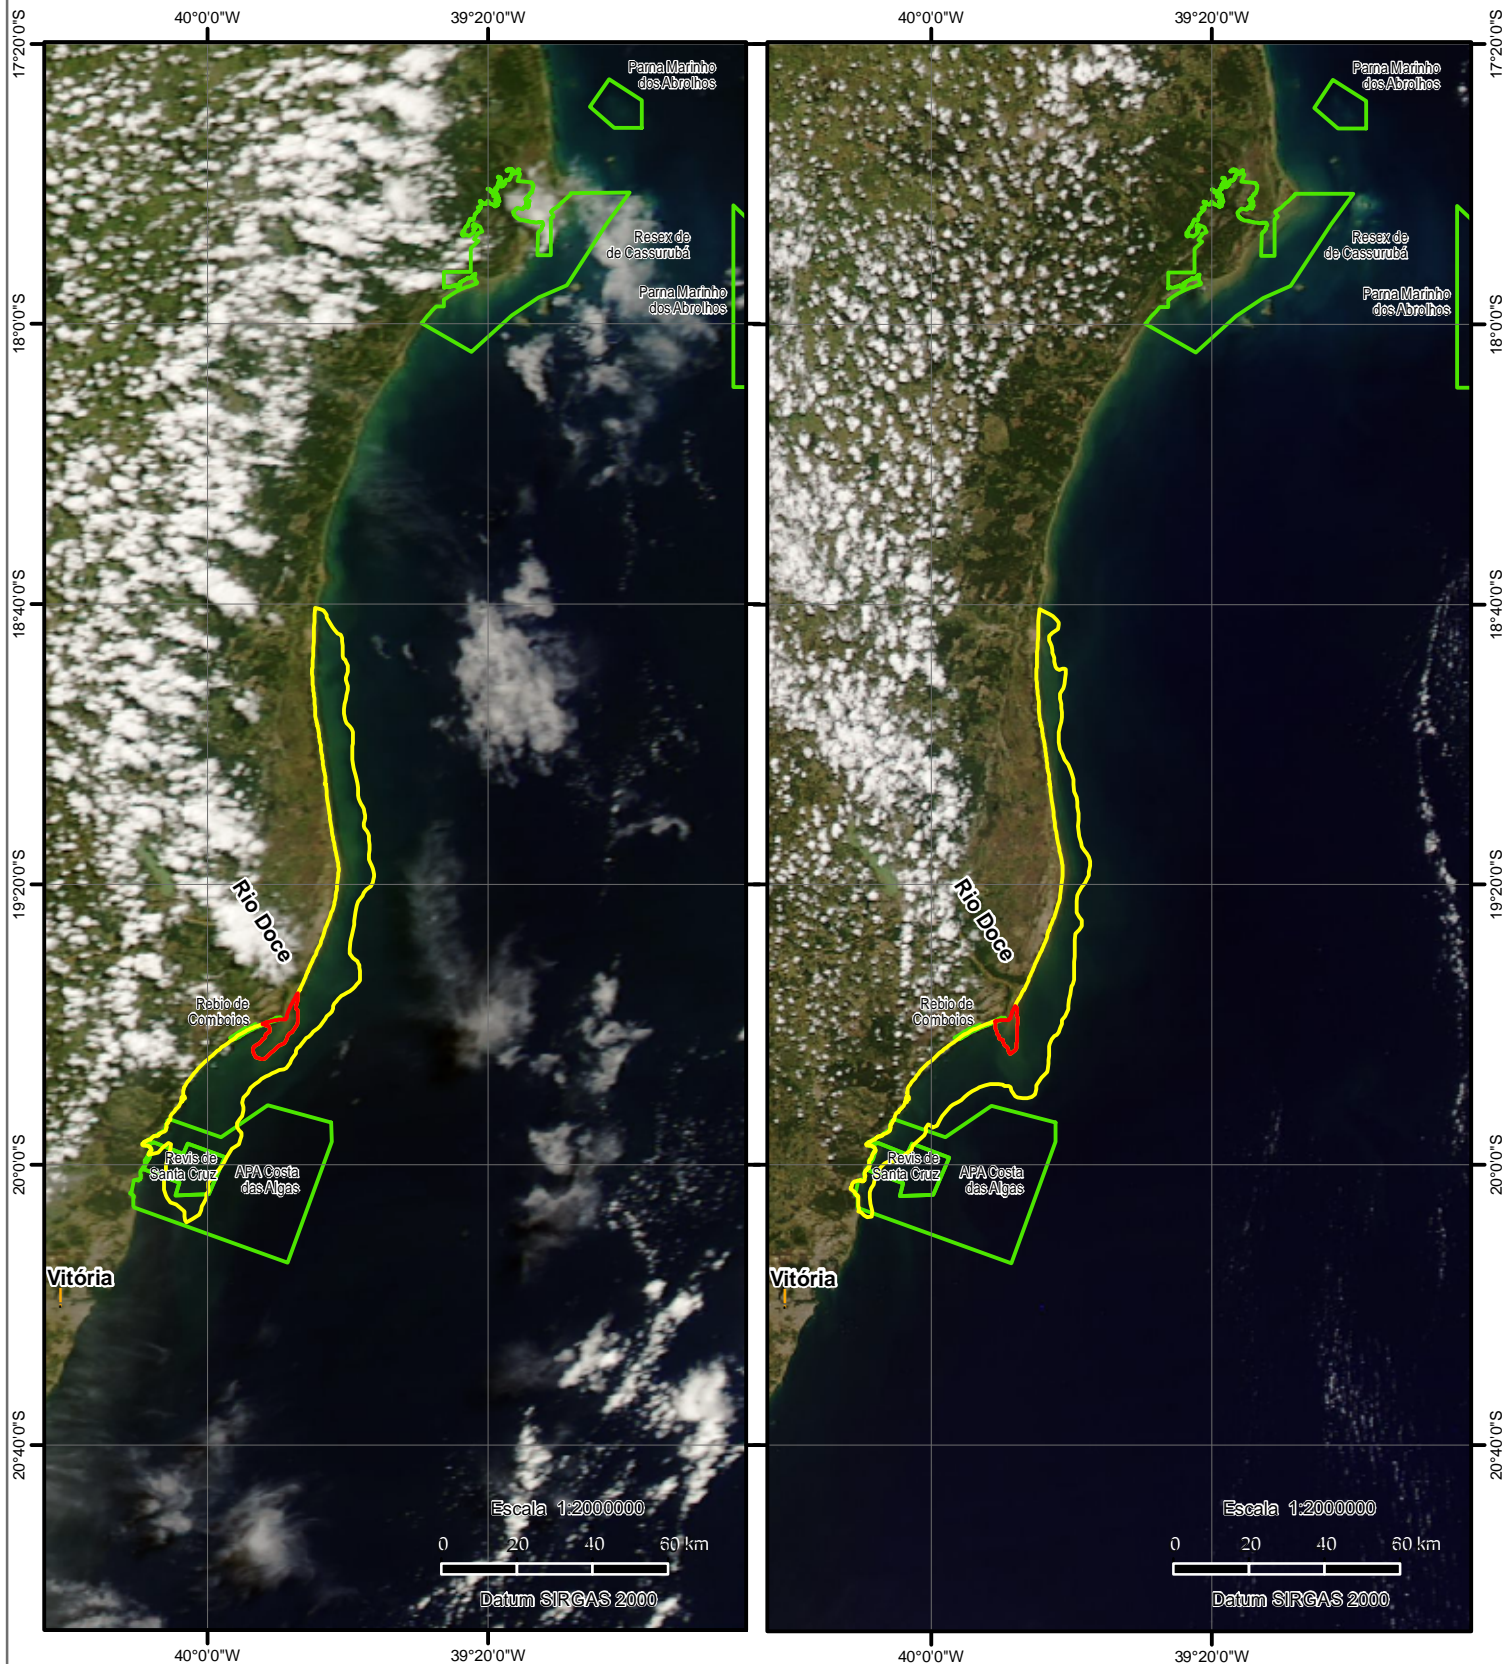 40°0'0"W
39°20'0"W
40°0'0"W
39°20'0"W
17°20'0"S
18°0'0"S
18°40'0"S
19°20'0"S
20°0'0"S
20°40'0"S
Parna Marinho
dos Abrolhos
Resex de
de Cassurubá
Parna Marinho
dos Abrolhos
Rio Doce
Rebio de
Comboios
Revis de
Santa Cruz
APA Costa
das Algas
Vitória
Escala 1:2000000
0 20 40 60 km
Datum SIRGAS 2000
Parna Marinho
dos Abrolhos
Resex de
de Cassurubá
Parna Marinho
dos Abrolhos
Rio Doce
Rebio de
Comboios
Revis de
Santa Cruz
APA Costa
das Algas
Vitória
Escala 1:2000000
0 20 40 60 km
Datum SIRGAS 2000
17°20'0"S
18°0'0"S
18°40'0"S
19°20'0"S
20°0'0"S
20°40'0"S
40°0'0"W
39°20'0"W
40°0'0"W
39°20'0"W